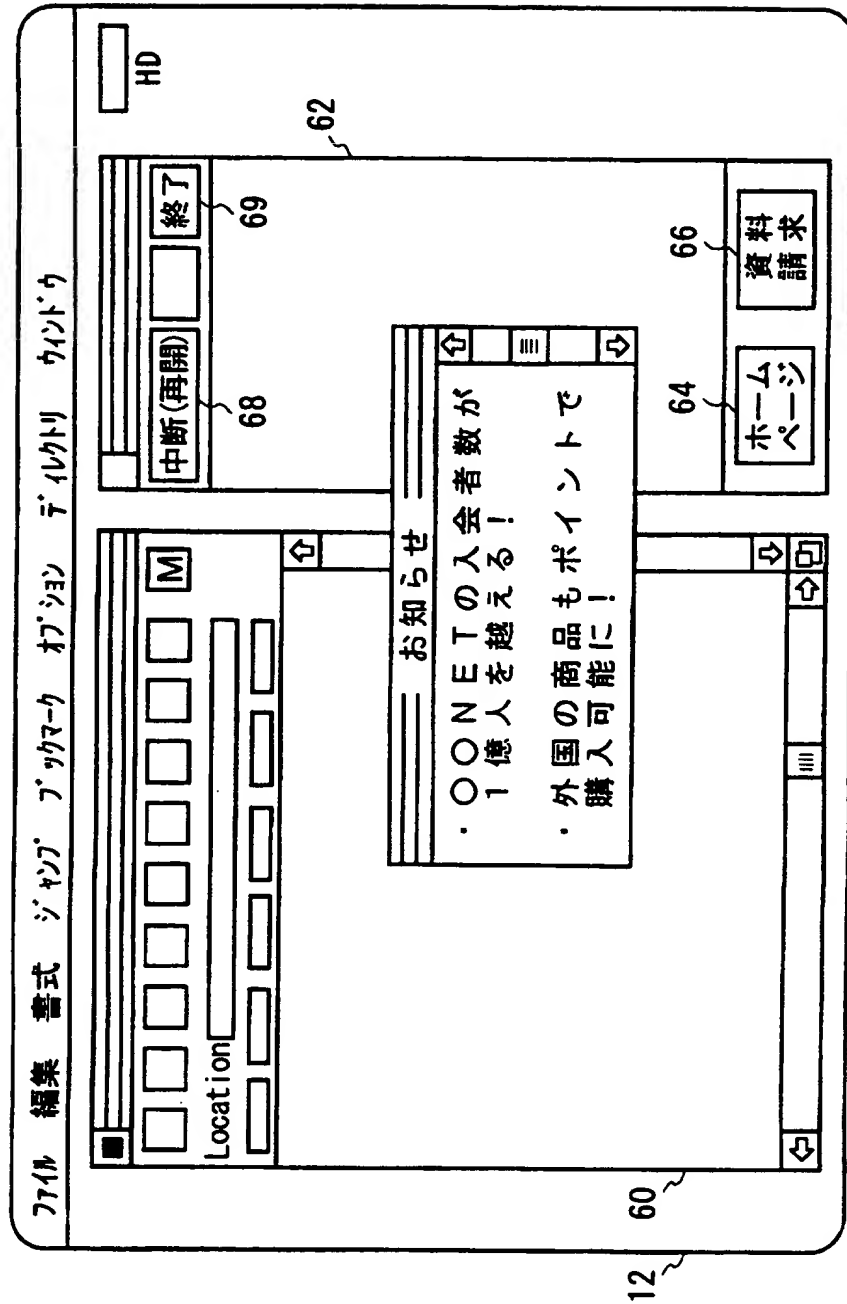 ファイル 編集 書式 ジャンプ ブックマーク オプション ディレクトリ ウィンドウ
HD
M
Location
中断(再開)
終了
68
69
62
お知らせ
・〇〇NETの入会者数が
1億人を越える!
・外国の商品もポイントで
購入可能に!
64
66
ホーム
ページ
資料
請求
60
12